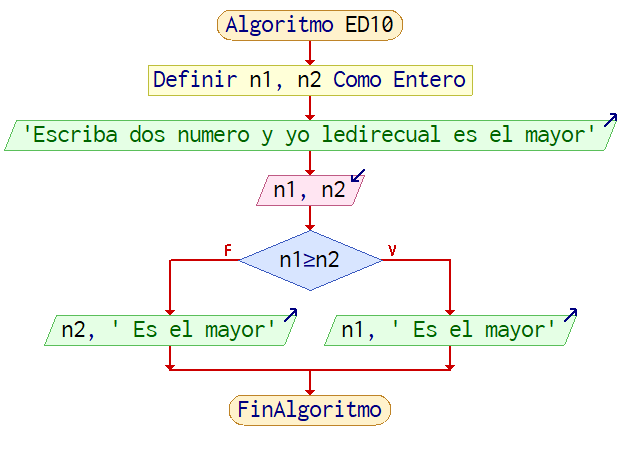 Algoritmo ED10
Definir n1, n2 Como Entero
'Escriba dos numero y yo ledirecual es el mayor'
n1, n2
n1≥n2
F
V
n2, ' Es el mayor'
n1, ' Es el mayor'
FinAlgoritmo